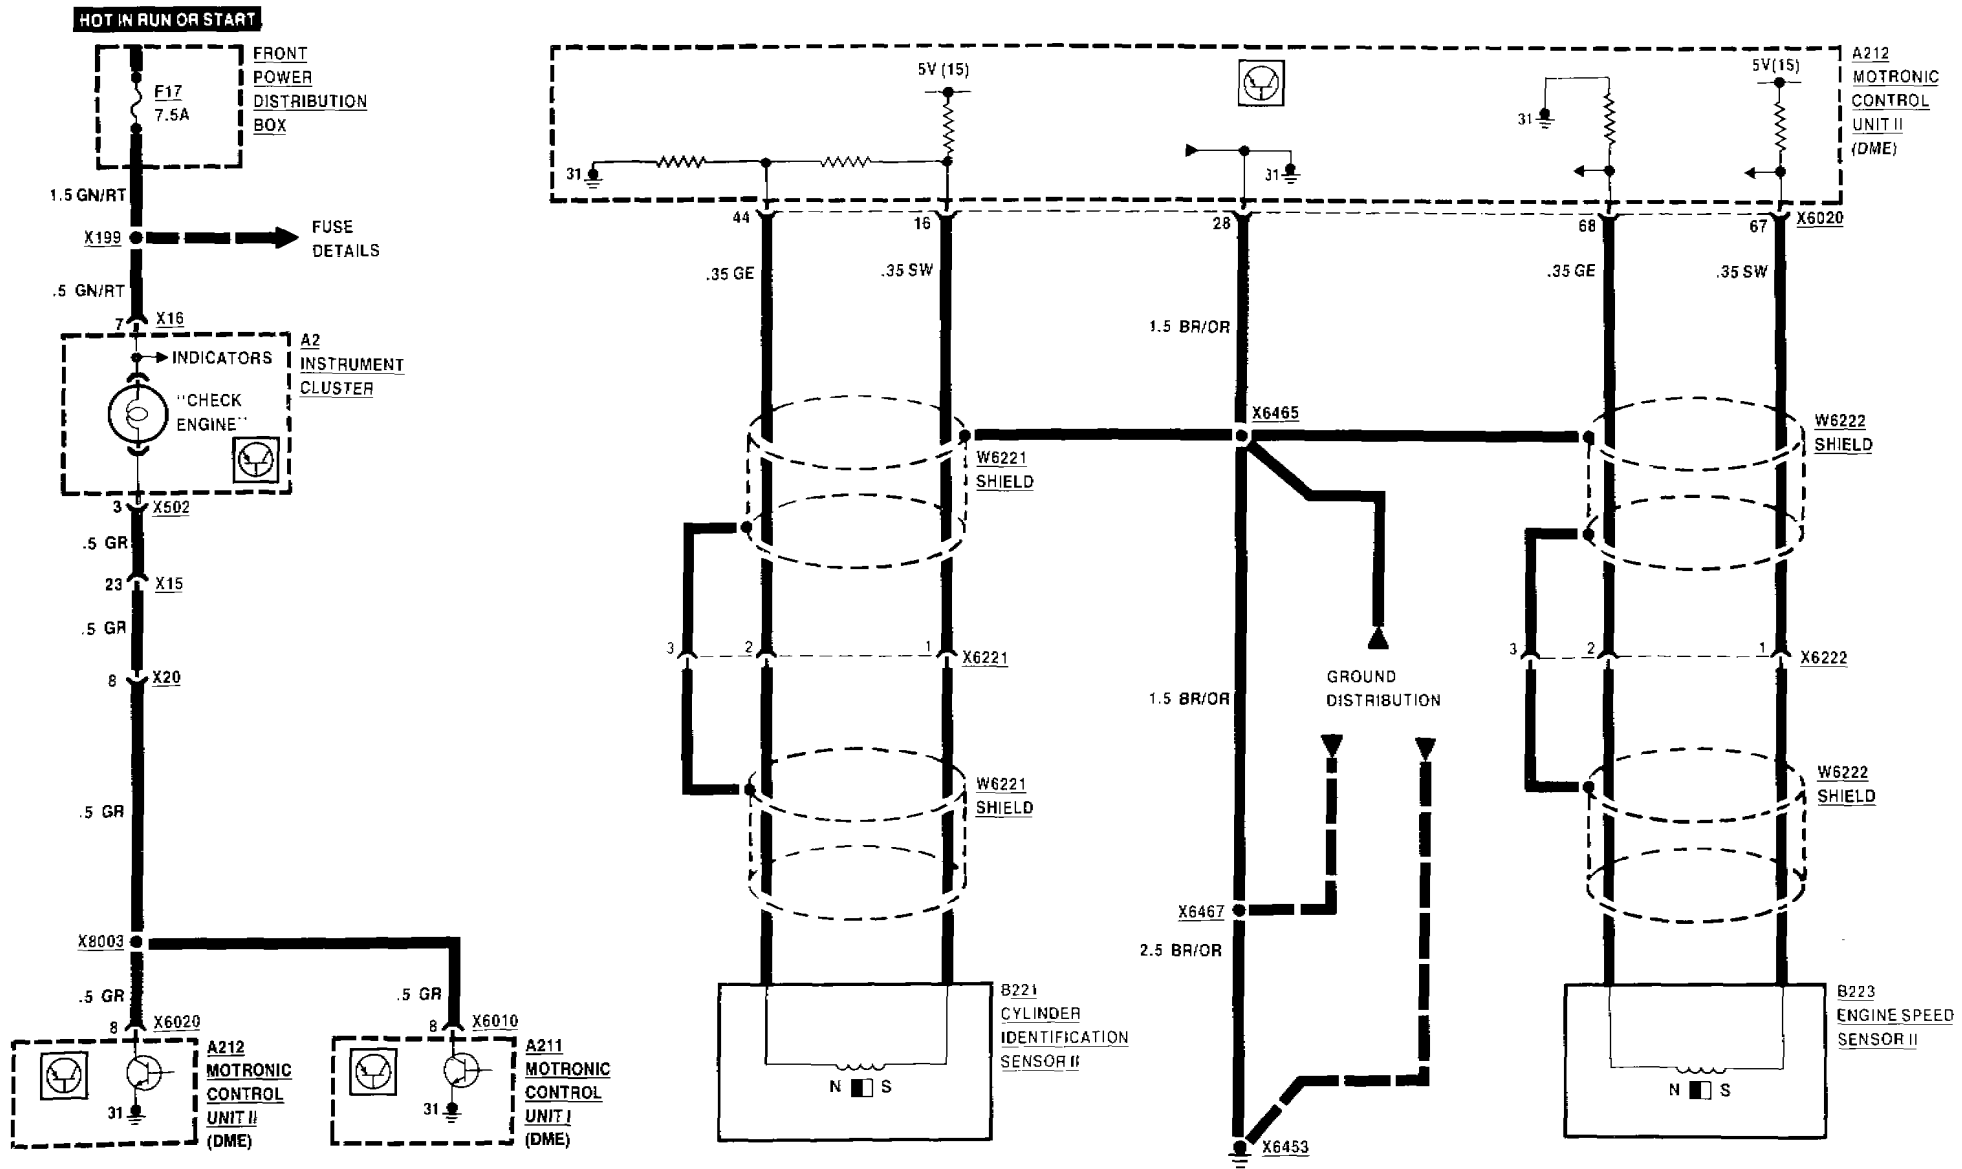 HOT IN RUN OR START
FRONT
POWER
DISTRIBUTION
BOX
F17
7.5A
1.5 GN/RT
X199
FUSE
DETAILS
.5 GN/RT
7
X16
A2
INSTRUMENT
CLUSTER
INDICATORS
"CHECK
ENGINE"
3
X502
.5 GR
23
X15
.5 GR
8
X20
.5 GR
X8003
.5 GR
.5 GR
8
X6020
8
X6010
A212
MOTRONIC
CONTROL
UNIT II
(DME)
31
A211
MOTRONIC
CONTROL
UNIT I
(DME)
31
5V (15)
5V(15)
A212
MOTRONIC
CONTROL
UNIT II
(DME)
31
31
31
44
16
28
68
67
X6020
.35 GE
.35 SW
1.5 BR/OR
.35 GE
.35 SW
X6465
W6221
SHIELD
W6222
SHIELD
3
2
1
X6221
3
2
1
X6222
GROUND
DISTRIBUTION
1.5 BR/OR
W6221
SHIELD
W6222
SHIELD
X6467
2.5 BR/OR
B221
CYLINDER
IDENTIFICATION
SENSOR II
N S
B223
ENGINE SPEED
SENSOR II
N S
X6453